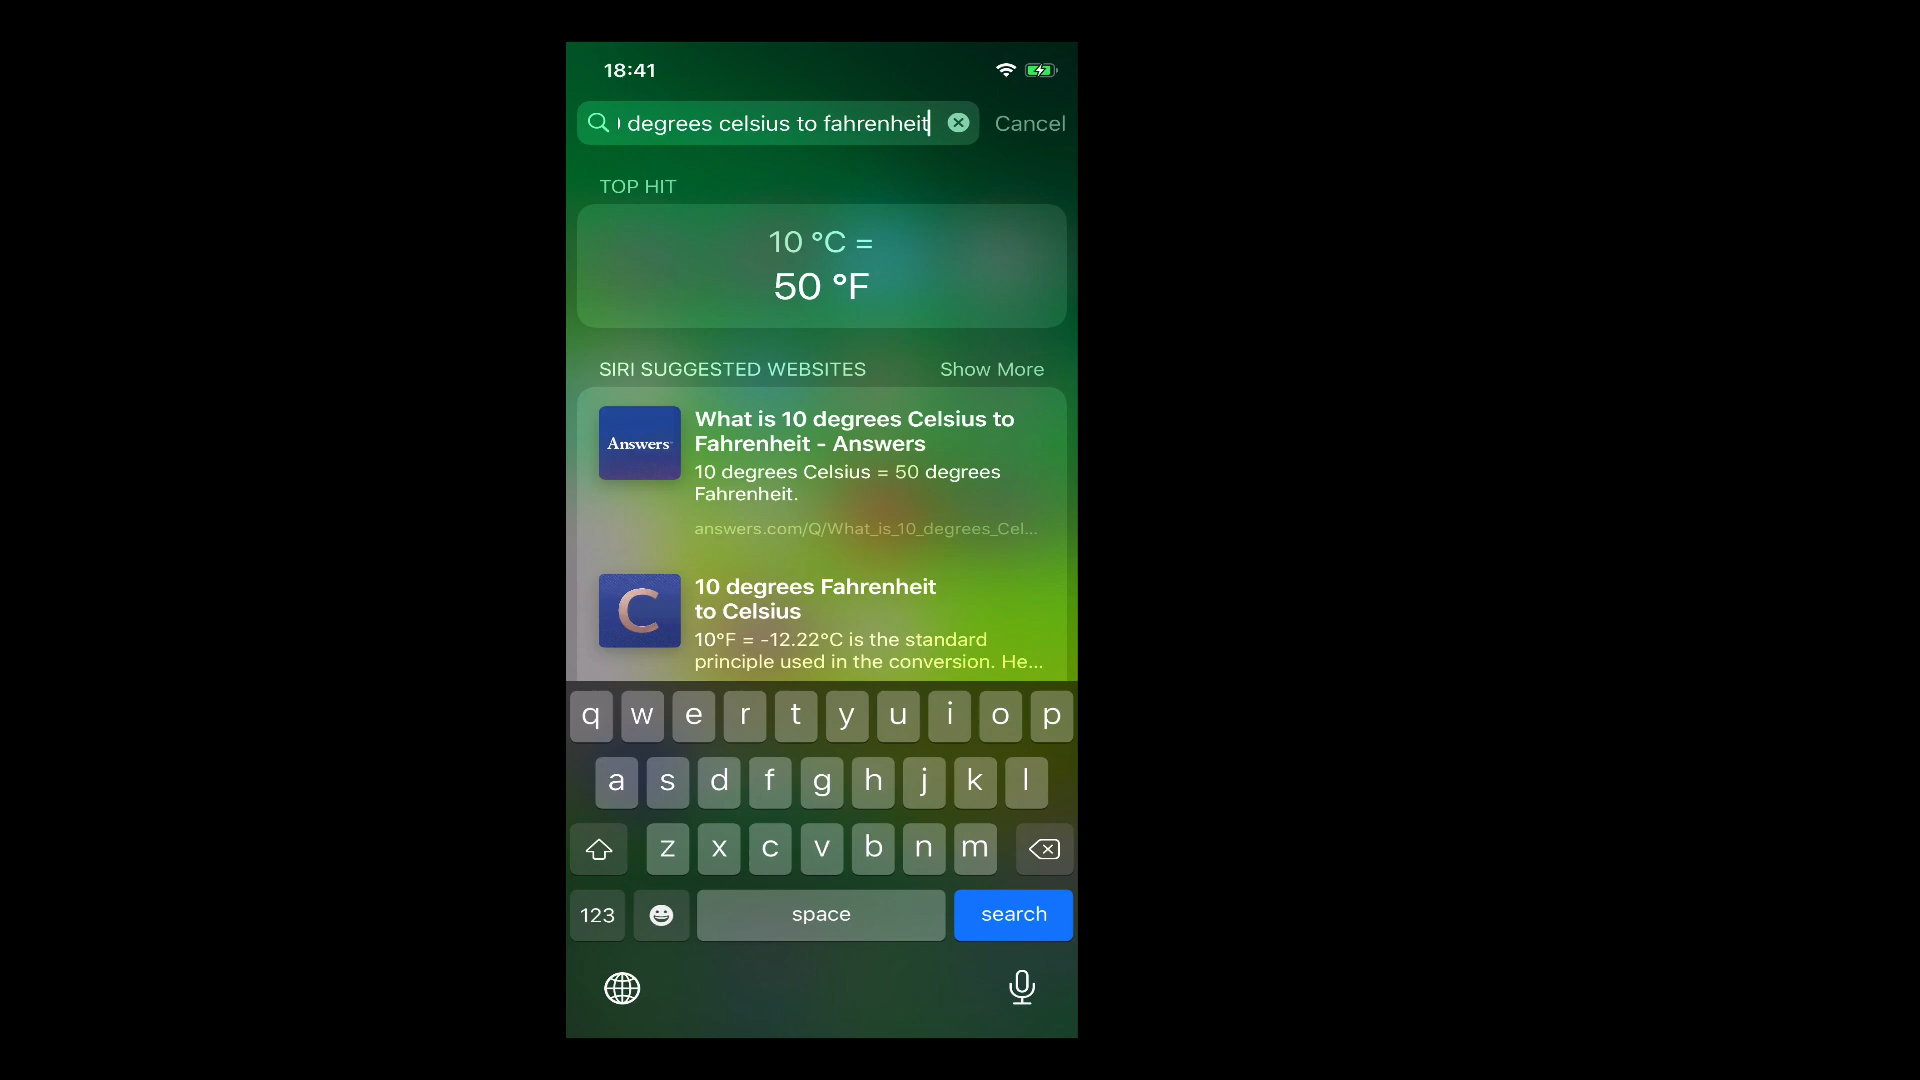 18:41
degrees celsius to fahrenheit
Cancel
TOP HIT
10 °C =
50 °F
SIRI SUGGESTED WEBSITES Show More
Answers
What is 10 degrees Celsius to
Fahrenheit - Answers
10 degrees Celsius = 50 degrees
Fahrenheit.
answers.com/Q/What_is_10_degrees_Cel...
C
10 degrees Fahrenheit
to Celsius
10°F = -12.22°C is the standard
principle used in the conversion. He...
q w e r t y u i o p
a s d f g h j k l
z x c v b n m
123 space search